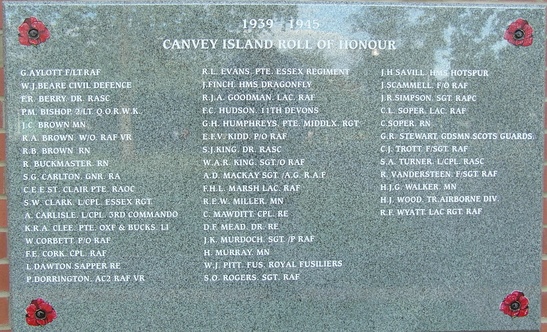 1939 - 1945
CANVEY ISLAND ROLL OF HONOUR
G.AYLOTT F/LT.RAF
W.J.BEARE CIVIL DEFENCE
F.R. BERRY DR. RASC
P.M. BISHOP 2/LT Q.O.R.W.K.
J.C. BROWN MN
R.A. BROWN. W/O. RAF VR
R.B. BROWN RN
R. BUCKMASTER. RN
S.G. CARLTON. GNR RA
C.E.E ST. CLAIR PTE. RAOC
S.W. CLARK. L/CPL. ESSEX RGT.
A. CARLISLE. L/CPL. 3RD COMMANDO
K.R.A. CLEE. PTE. OXF & BUCKS. LI
W.CORBETT. P/O RAF
F.E. CORK. CPL. RAF
L.DAWTON SAPPER RE
P.DORRINGTON. AC2 RAF VR
R.L. EVANS. PTE. ESSEX REGIMENT
J.FINCH. HMS DRAGONFLY
R.J.A. GOODMAN. LAC. RAF
F.C. HUDSON. 11TH DEVONS
G.H. HUMPHREYS. PTE. MIDDLX. RGT
E.F.V. KIDD. P/O RAF
S.J.KING. DR. RASC
W.A.R. KING. SGT/O RAF
A.D. MACKAY SGT /A.G. R.A.F
F.H.L. MARSH LAC. RAF
R.E.W. MILLER. MN
C. MAWDITT. CPL. RE
D.F. MEAD. DR. RE
J.K. MURDOCH. SGT. /P RAF
H. MURRAY. MN
W.J. PITT. FUS. ROYAL FUSILIERS
S.O. ROGERS. SGT. RAF
J.H.SAVILL. HMS HOTSPUR
J.SCAMMELL. F/O RAF
J.R.SIMPSON. SGT. RAPC
C.L. SOPER. LAC. RAF
C.SOPER. RN
G.R. STEWART. GDSMN.SCOTS GUARDS.
C.J. TROTT. F/SGT. RAF
S.A. TURNER. L/CPL. RASC
R. VANDERSTEEN. F/SGT RAF
H.J.G. WALKER. MN
H.J. WOOD. TR.AIRBORNE DIV.
R.F. WYATT. LAC RGT RAF